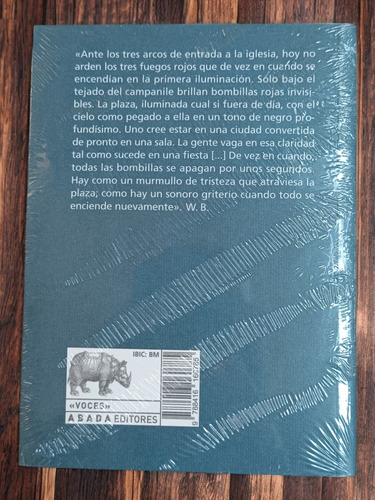 «Ante los tres arcos de entrada a la iglesia, hoy no
arden los tres fuegos rojos que de vez en cuando se
encendían en la primera iluminación. Sólo bajo el
tejado del campanile brillan bombillas rojas invisi-
bles. La plaza, iluminada cual si fuera de día, con el
cielo como pegado a ella en un tono de negro pro-
fundísimo. Uno cree estar en una ciudad convertida
de pronto en una sala. La gente vaga en esa claridad
tal como sucede en una fiesta [...] De vez en cuando,
todas las bombillas se apagan por unos segundos.
Hay como un murmullo de tristeza que atraviesa la
plaza; como hay un sonoro griterío cuando todo se
enciende nuevamente». W. B.
IBIC: BM
«VOCES»
ABADA EDITORES